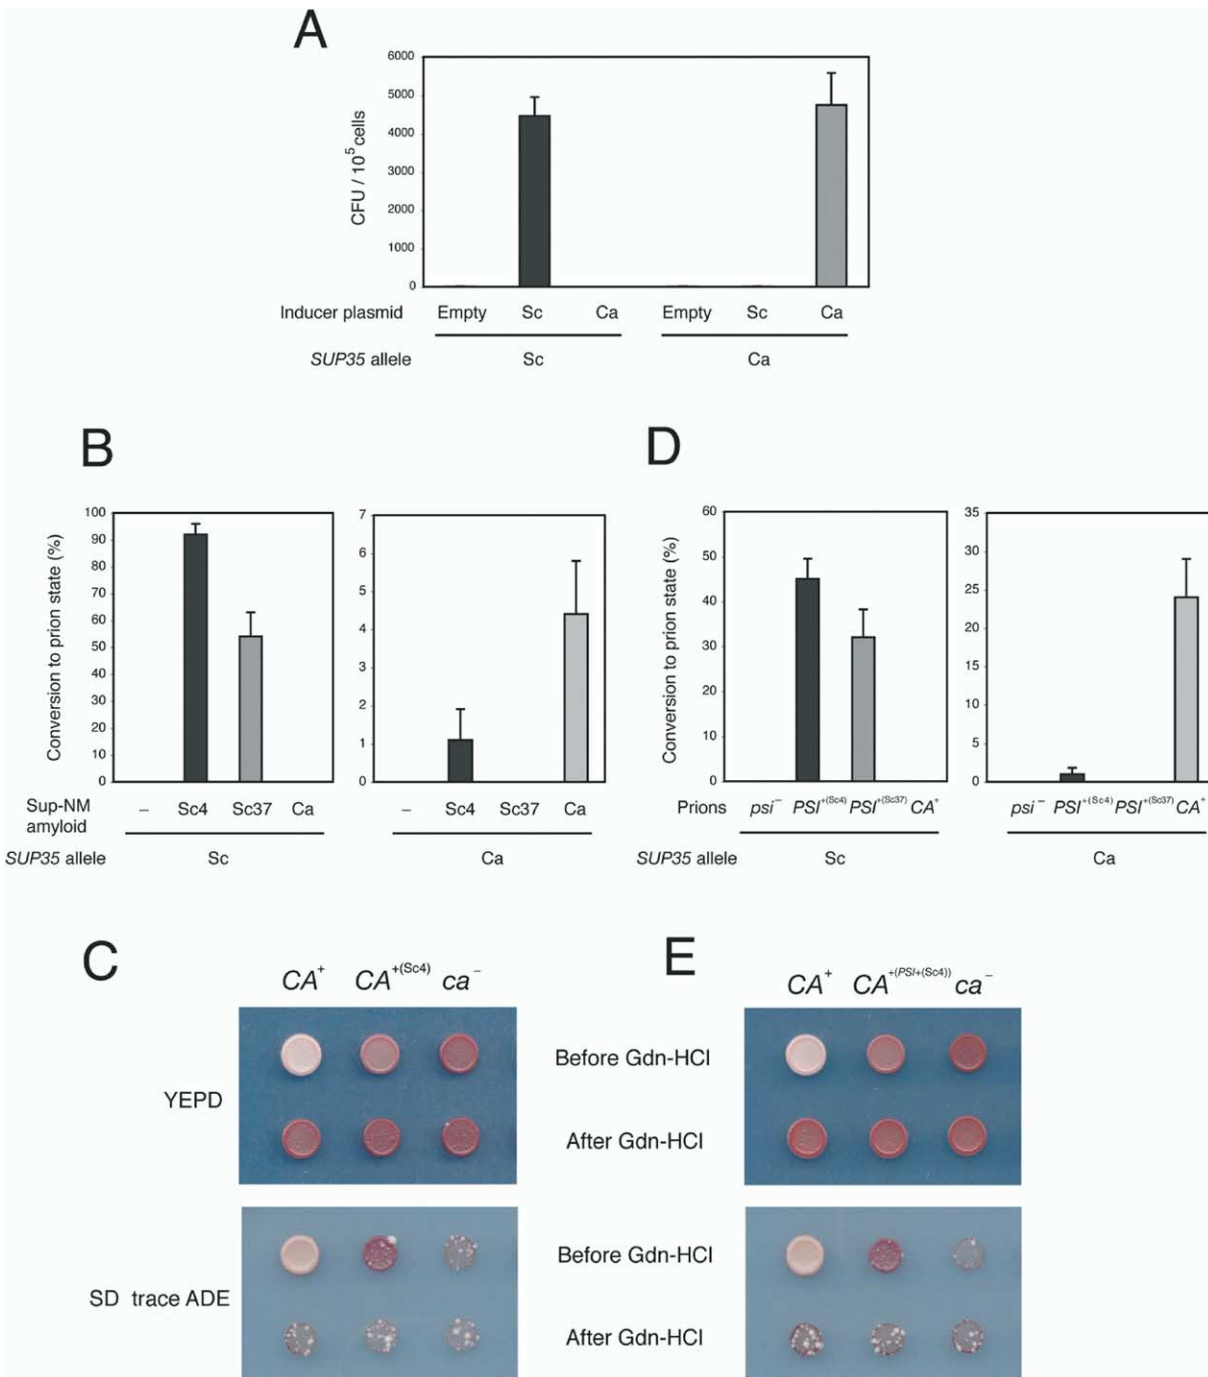 A
6000
5000
4000
3000
2000
1000
0
CFU / 10⁵ cells
Inducer plasmid Empty Sc Ca Empty Sc Ca
SUP35 allele Sc Ca
B
100
90
80
70
60
50
40
30
20
10
0
Conversion to prion state (%)
7
6
5
4
3
2
1
0
Sup-NM
amyloid
– Sc4 Sc37 Ca – Sc4 Sc37 Ca
SUP35 allele Sc Ca
D
60
50
40
30
20
10
0
Conversion to prion state (%)
35
30
25
20
15
10
5
0
Prions psi⁻ PSI⁺⁽ˢᶜ⁴⁾ PSI⁺⁽ˢᶜ³⁷⁾ CA⁺ psi⁻ PSI⁺⁽ˢᶜ⁴⁾ PSI⁺⁽ˢᶜ³⁷⁾ CA⁺
SUP35 allele Sc Ca
C
CA⁺ CA⁺⁽ˢᶜ⁴⁾ ca⁻
YEPD
SD trace ADE
E
CA⁺ CA⁺⁽ᴾˢᴵ⁺⁽ˢᶜ⁴⁾⁾ ca⁻
Before Gdn-HCl
After Gdn-HCl
Before Gdn-HCl
After Gdn-HCl